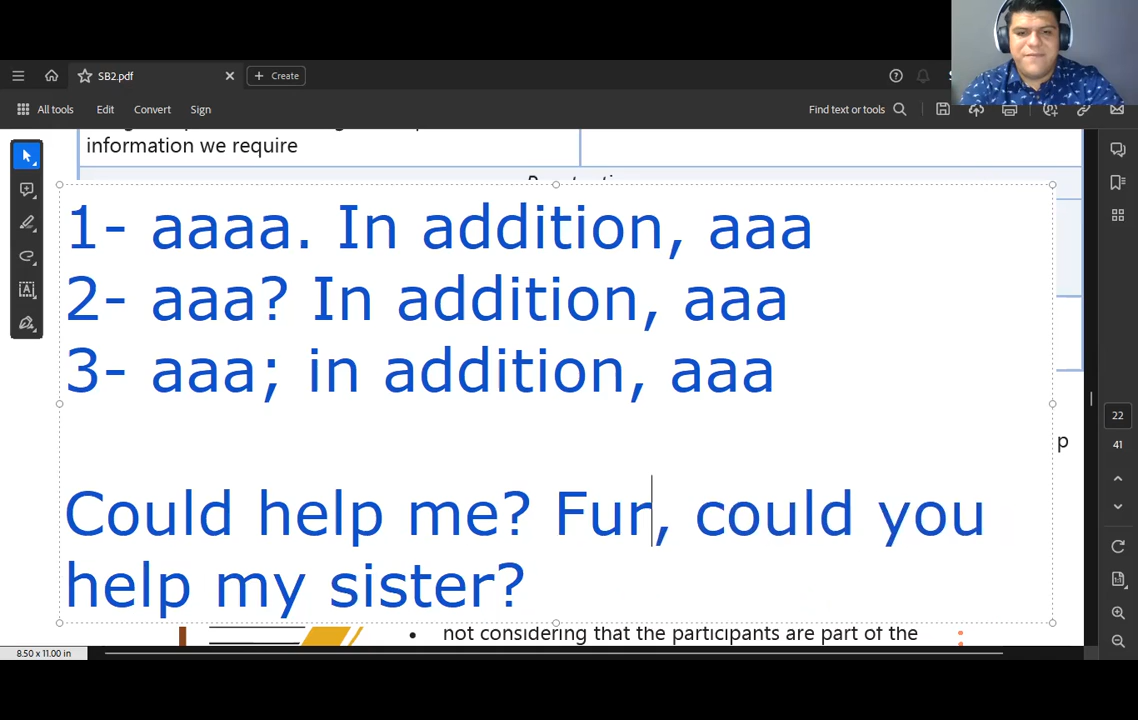 SB2.pdf
Create
All tools Edit Convert Sign Find text or tools
information we require
1- aaaa. In addition, aaa
2- aaa? In addition, aaa
3- aaa; in addition, aaa
22
41
p
Could help me? Fur, could you
help my sister?
not considering that the participants are part of the
8.50 x 11.00 in